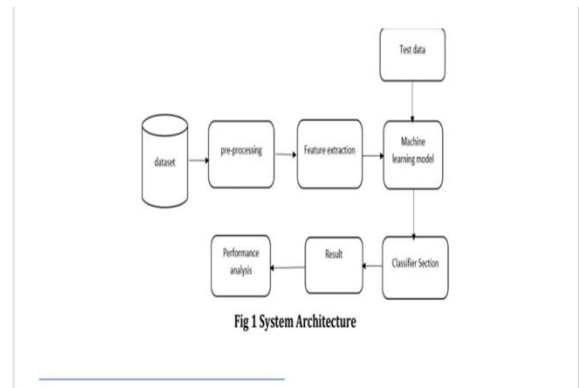 Test data
dataset
pre-processing
Feature extraction
Machine
learning model
Performance
analysis
Result
Classifier Section
Fig 1 System Architecture